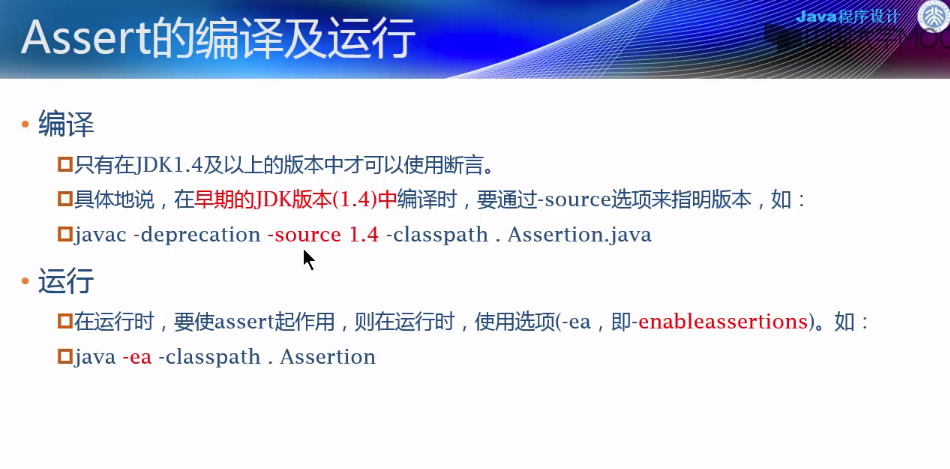 Java程序设计
Assert的编译及运行
• 编译
只有在JDK1.4及以上的版本中才可以使用断言。
具体地说，在早期的JDK版本(1.4)中编译时，要通过-source选项来指明版本，如：
javac -deprecation -source 1.4 -classpath . Assertion.java
• 运行
在运行时，要使assert起作用，则在运行时，使用选项(-ea，即-enableassertions)。如：
java -ea -classpath . Assertion